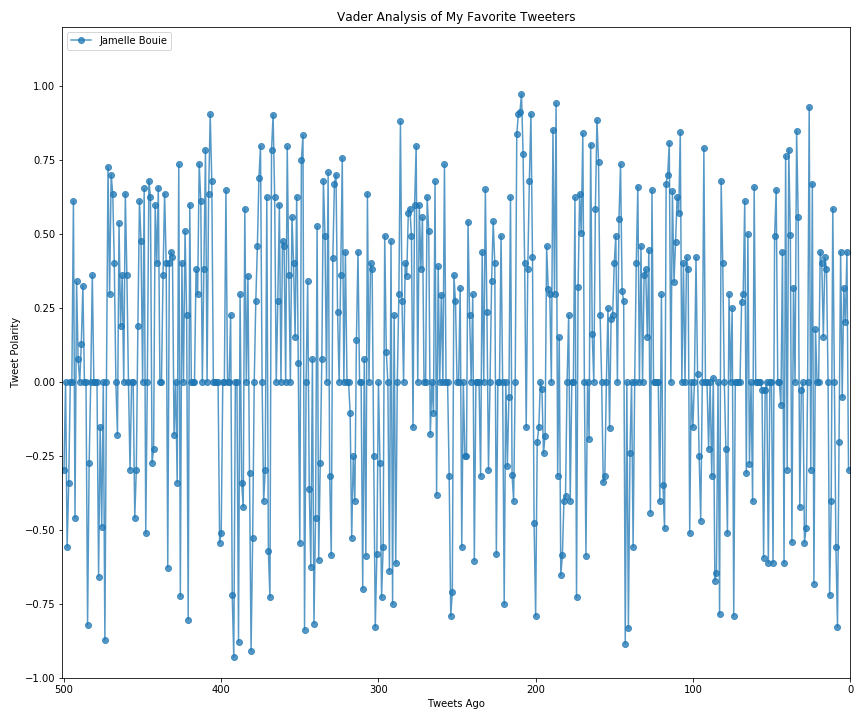 Vader Analysis of My Favorite Tweeters
Jamelle Bouie
1.00
0.75
0.50
0.25
0.00
−0.25
−0.50
−0.75
−1.00
Tweet Polarity
500 400 300 200 100 0
Tweets Ago